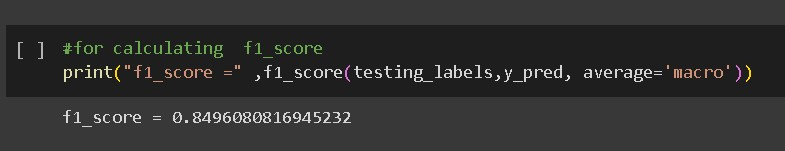 [ ] #for calculating  f1_score
print("f1_score =" ,f1_score(testing_labels,y_pred, average='macro'))
f1_score = 0.8496080816945232